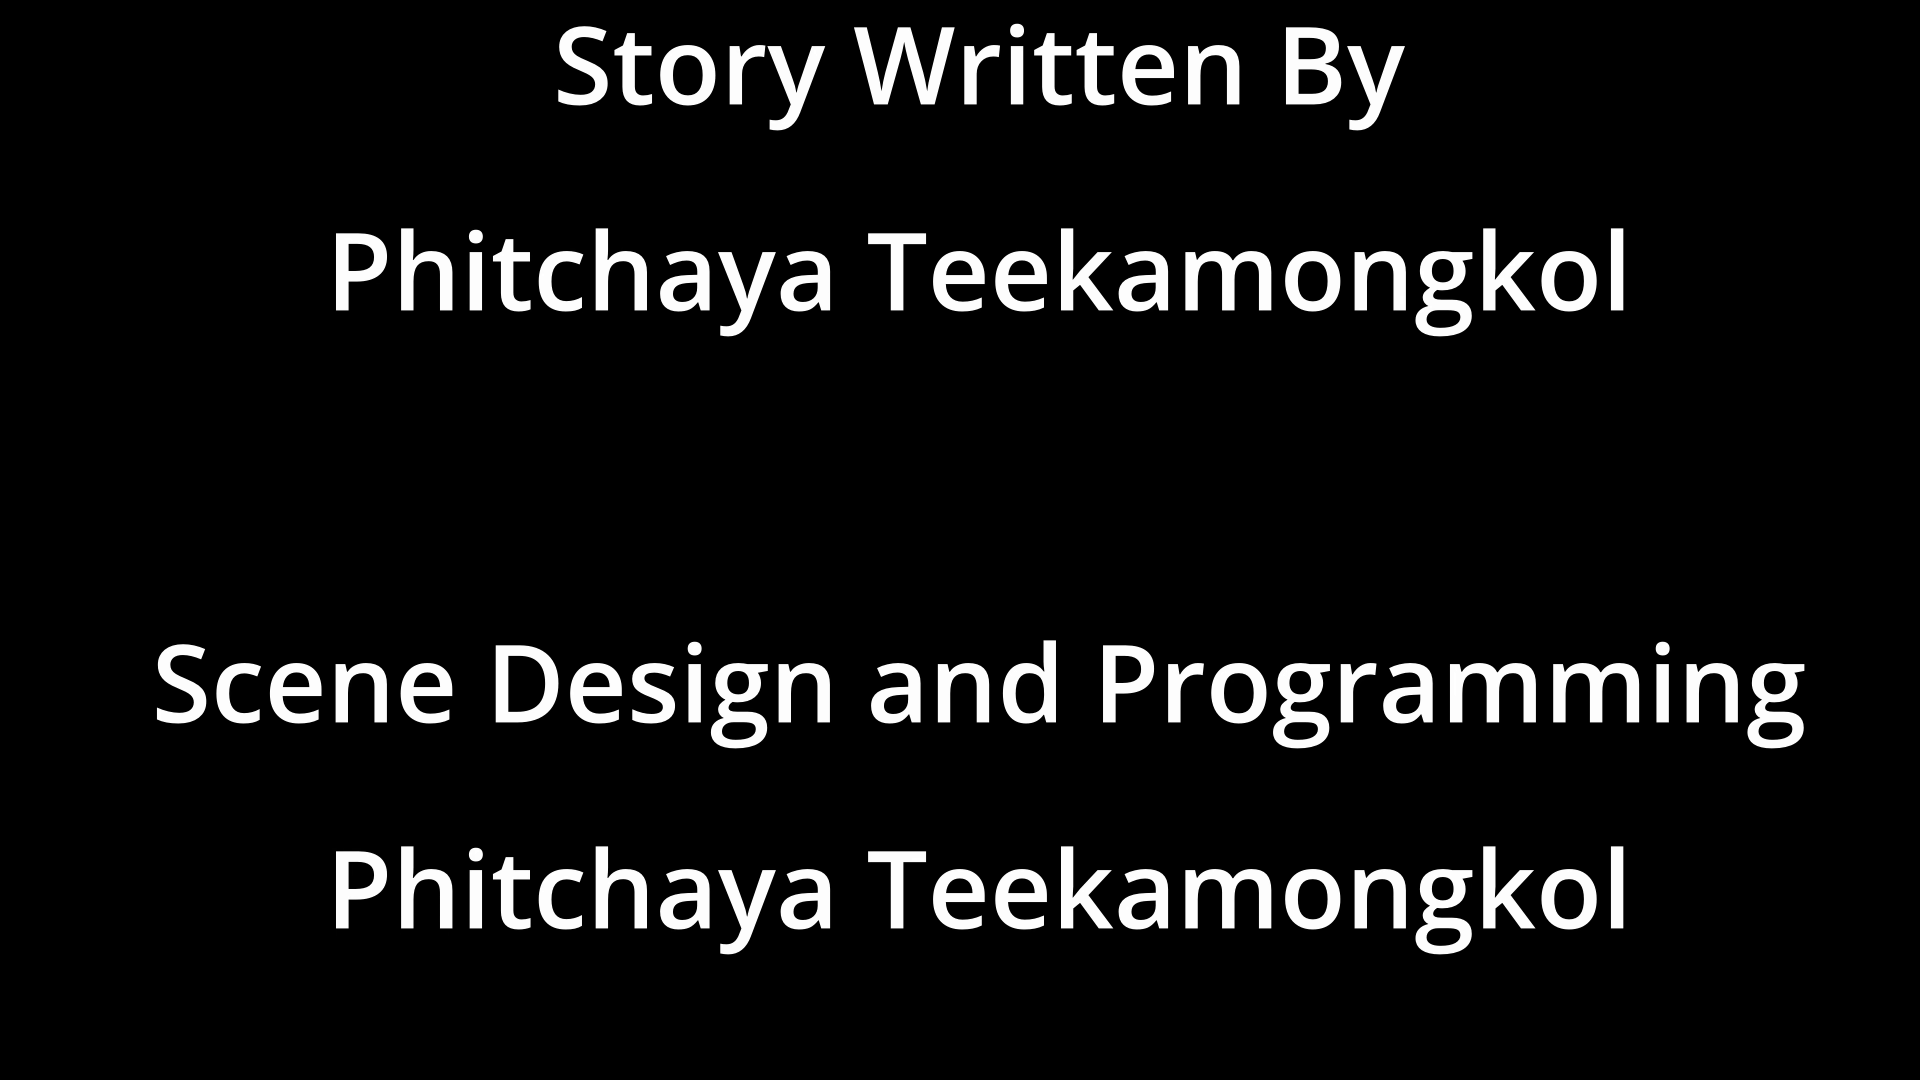 Story Written By
Phitchaya Teekamongkol
Scene Design and Programming
Phitchaya Teekamongkol